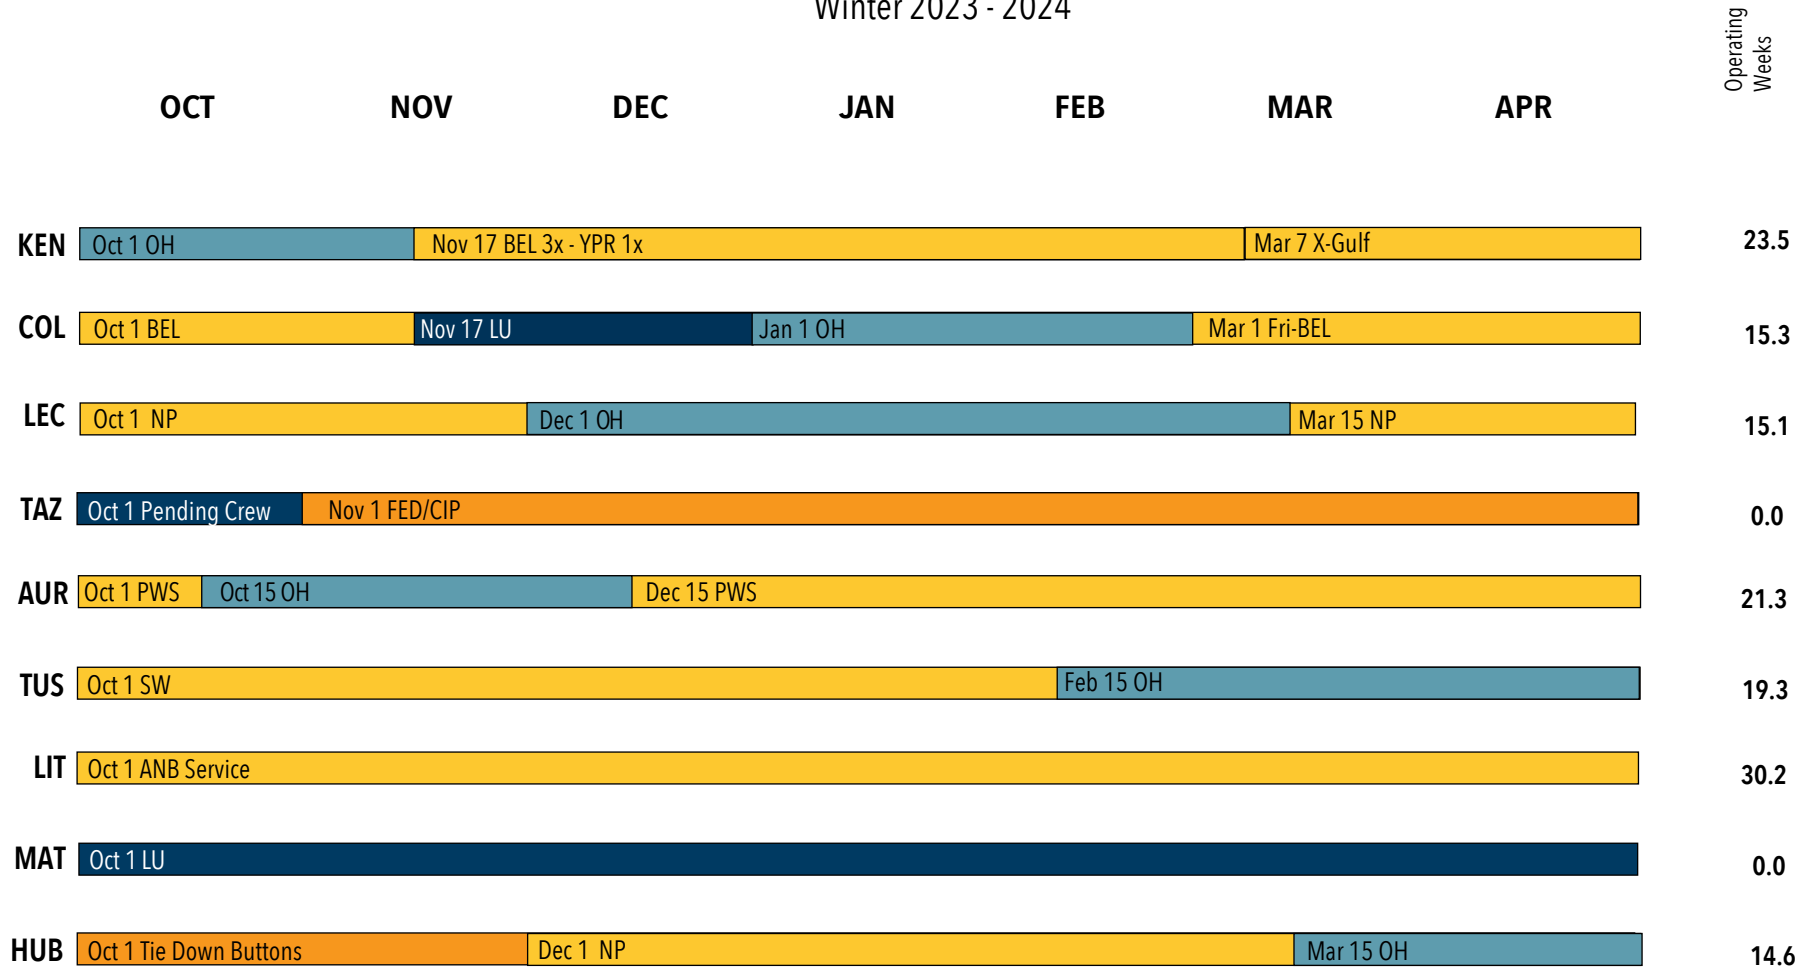 Winter 2023 - 2024
Operating
Weeks
OCT NOV DEC JAN FEB MAR APR
KEN Oct 1 OH Nov 17 BEL 3x - YPR 1x Mar 7 X-Gulf 23.5
COL Oct 1 BEL Nov 17 LU Jan 1 OH Mar 1 Fri-BEL 15.3
LEC Oct 1 NP Dec 1 OH Mar 15 NP 15.1
TAZ Oct 1 Pending Crew Nov 1 FED/CIP 0.0
AUR Oct 1 PWS Oct 15 OH Dec 15 PWS 21.3
TUS Oct 1 SW Feb 15 OH 19.3
LIT Oct 1 ANB Service 30.2
MAT Oct 1 LU 0.0
HUB Oct 1 Tie Down Buttons Dec 1 NP Mar 15 OH 14.6